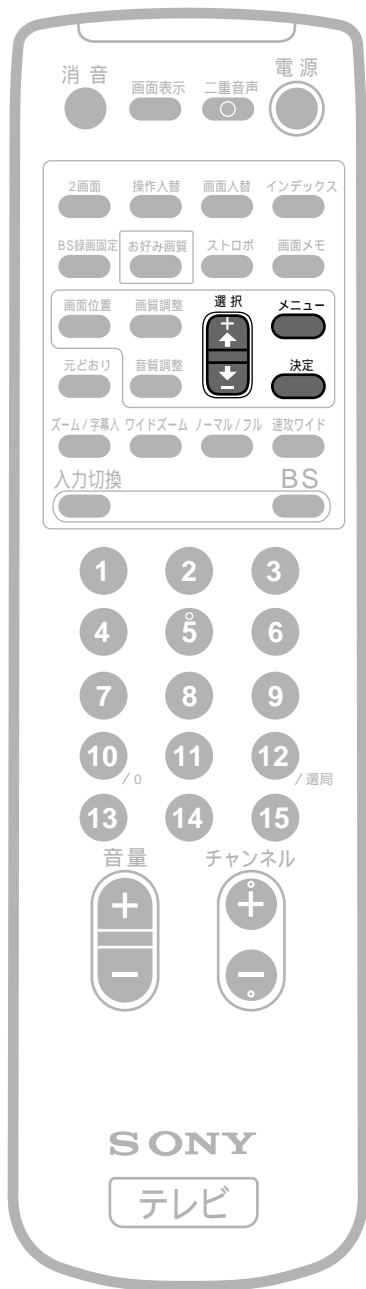 消音 画面表示 二重音声 電源
2画面 操作入替 画面入替 インデックス
BS録画固定 お好み画質 ストロボ 画面メモ
画面位置 画質調整 選択 メニュー
+
元どおり 音質調整 決定
−
ズーム/字幕入 ワイドズーム ノーマル/フル 速攻ワイド
入力切換 BS
1 2 3
4 5 6
7 8 9
10 /0 11 12 /選局
13 14 15
音量 チャンネル
+ +
− −
SONY
テレビ